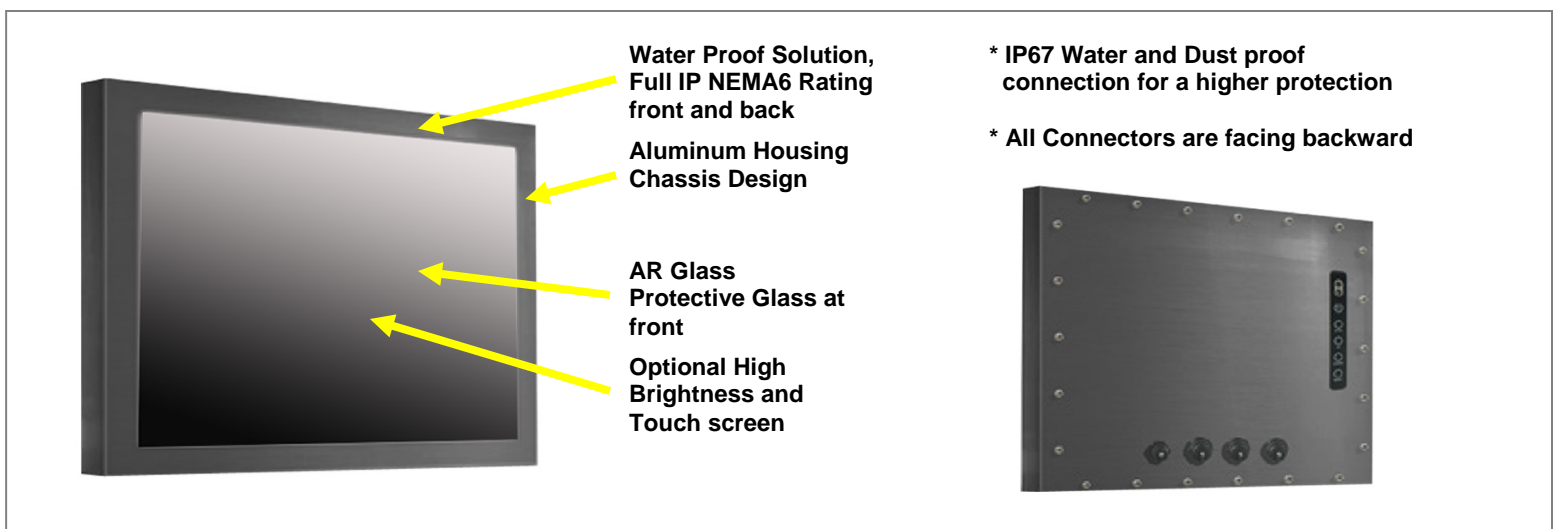 Water Proof Solution,
Full IP NEMA6 Rating
front and back
Aluminum Housing
Chassis Design
AR Glass
Protective Glass at
front
Optional High
Brightness and
Touch screen
* IP67 Water and Dust proof
connection for a higher protection
* All Connectors are facing backward